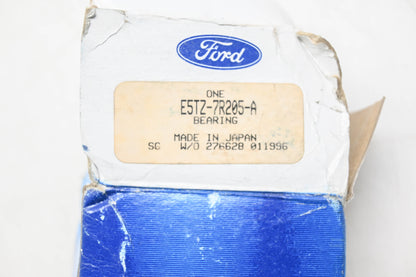 Ford
ONE
E5TZ-7R205-A
BEARING
MADE IN JAPAN
SG W/O 276628 011996